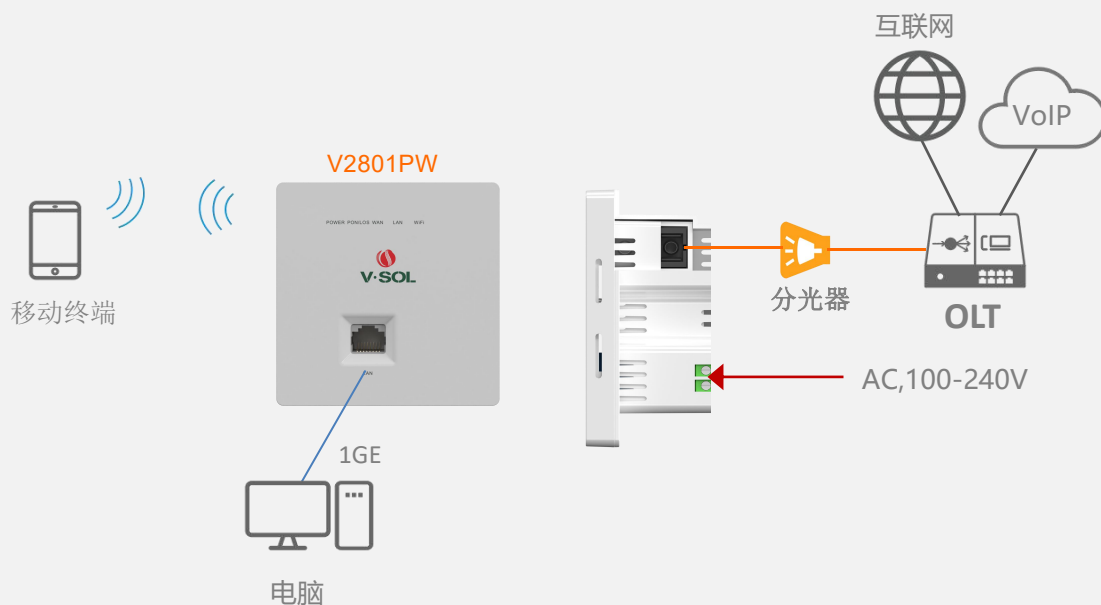 互联网
VoIP
V2801PW
POWER PON/LOS WAN LAN WiFi
V·SOL
移动终端
分光器
OLT
LAN
AC,100-240V
1GE
电脑